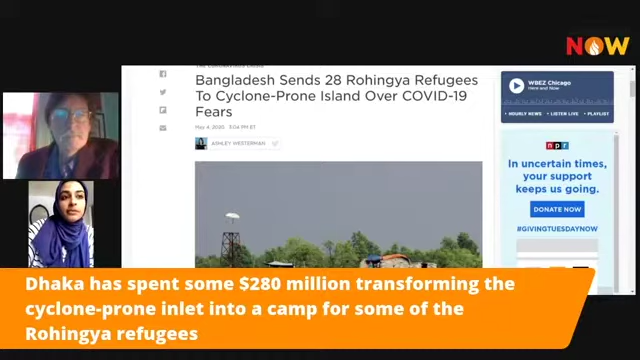 NOW
THE CORONAVIRUS CRISIS
Bangladesh Sends 28 Rohingya Refugees
To Cyclone-Prone Island Over COVID-19
Fears
May 4, 2020 · 5:04 PM ET
ASHLEY WESTERMAN
WBEZ Chicago
Here and Now
HOURLY NEWS
LISTEN LIVE
PLAYLIST
npr
In uncertain times,
your support
keeps us going.
DONATE NOW
#GIVINGTUESDAYNOW
Dhaka has spent some $280 million transforming the
cyclone-prone inlet into a camp for some of the
Rohingya refugees